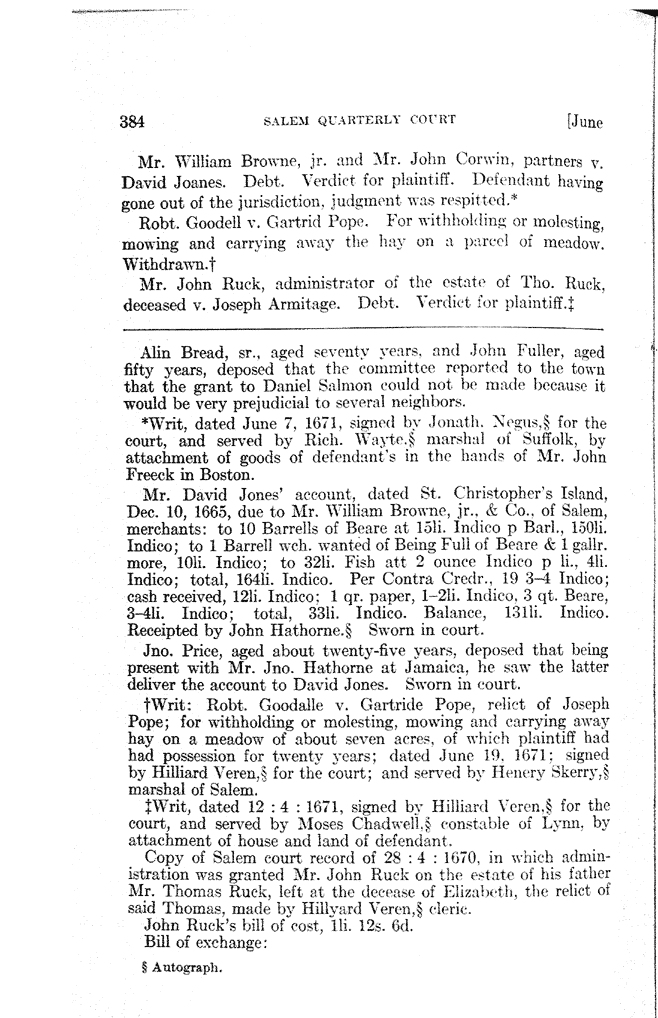 384 SALEM QUARTERLY COURT [June
Mr. William Browne, jr. and Mr. John Corwin, partners v.
David Joanes. Debt. Verdict for plaintiff. Defendant having
gone out of the jurisdiction, judgment was respitted.*
Robt. Goodell v. Gartrid Pope. For withholding or molesting,
mowing and carrying away the hay on a parcel of meadow.
Withdrawn.†
Mr. John Ruck, administrator of the estate of Tho. Ruck,
deceased v. Joseph Armitage. Debt. Verdict for plaintiff.‡
Alin Bread, sr., aged seventy years, and John Fuller, aged
fifty years, deposed that the committee reported to the town
that the grant to Daniel Salmon could not be made because it
would be very prejudicial to several neighbors.
*Writ, dated June 7, 1671, signed by Jonath. Negus,§ for the
court, and served by Rich. Wayte,§ marshal of Suffolk, by
attachment of goods of defendant's in the hands of Mr. John
Freeck in Boston.
Mr. David Jones' account, dated St. Christopher's Island,
Dec. 10, 1665, due to Mr. William Browne, jr., & Co., of Salem,
merchants: to 10 Barrells of Beare at 15li. Indico p Barl., 150li.
Indico; to 1 Barrell wch. wanted of Being Full of Beare & 1 gallr.
more, 10li. Indico; to 32li. Fish att 2 ounce Indico p li., 4li.
Indico; total, 164li. Indico. Per Contra Credr., 19 3-4 Indico;
cash received, 12li. Indico; 1 qr. paper, 1-2li. Indico, 3 qt. Beare,
3-4li. Indico; total, 33li. Indico. Balance, 131li. Indico.
Receipted by John Hathorne.§ Sworn in court.
Jno. Price, aged about twenty-five years, deposed that being
present with Mr. Jno. Hathorne at Jamaica, he saw the latter
deliver the account to David Jones. Sworn in court.
†Writ: Robt. Goodalle v. Gartride Pope, relict of Joseph
Pope; for withholding or molesting, mowing and carrying away
hay on a meadow of about seven acres, of which plaintiff had
had possession for twenty years; dated June 19, 1671; signed
by Hilliard Veren,§ for the court; and served by Henery Skerry,§
marshal of Salem.
‡Writ, dated 12 : 4 : 1671, signed by Hilliard Veren,§ for the
court, and served by Moses Chadwell,§ constable of Lynn, by
attachment of house and land of defendant.
Copy of Salem court record of 28 : 4 : 1670, in which admin-
istration was granted Mr. John Ruck on the estate of his father
Mr. Thomas Ruck, left at the decease of Elizabeth, the relict of
said Thomas, made by Hillyard Veren,§ cleric.
John Ruck's bill of cost, 1li. 12s. 6d.
Bill of exchange:
§ Autograph.